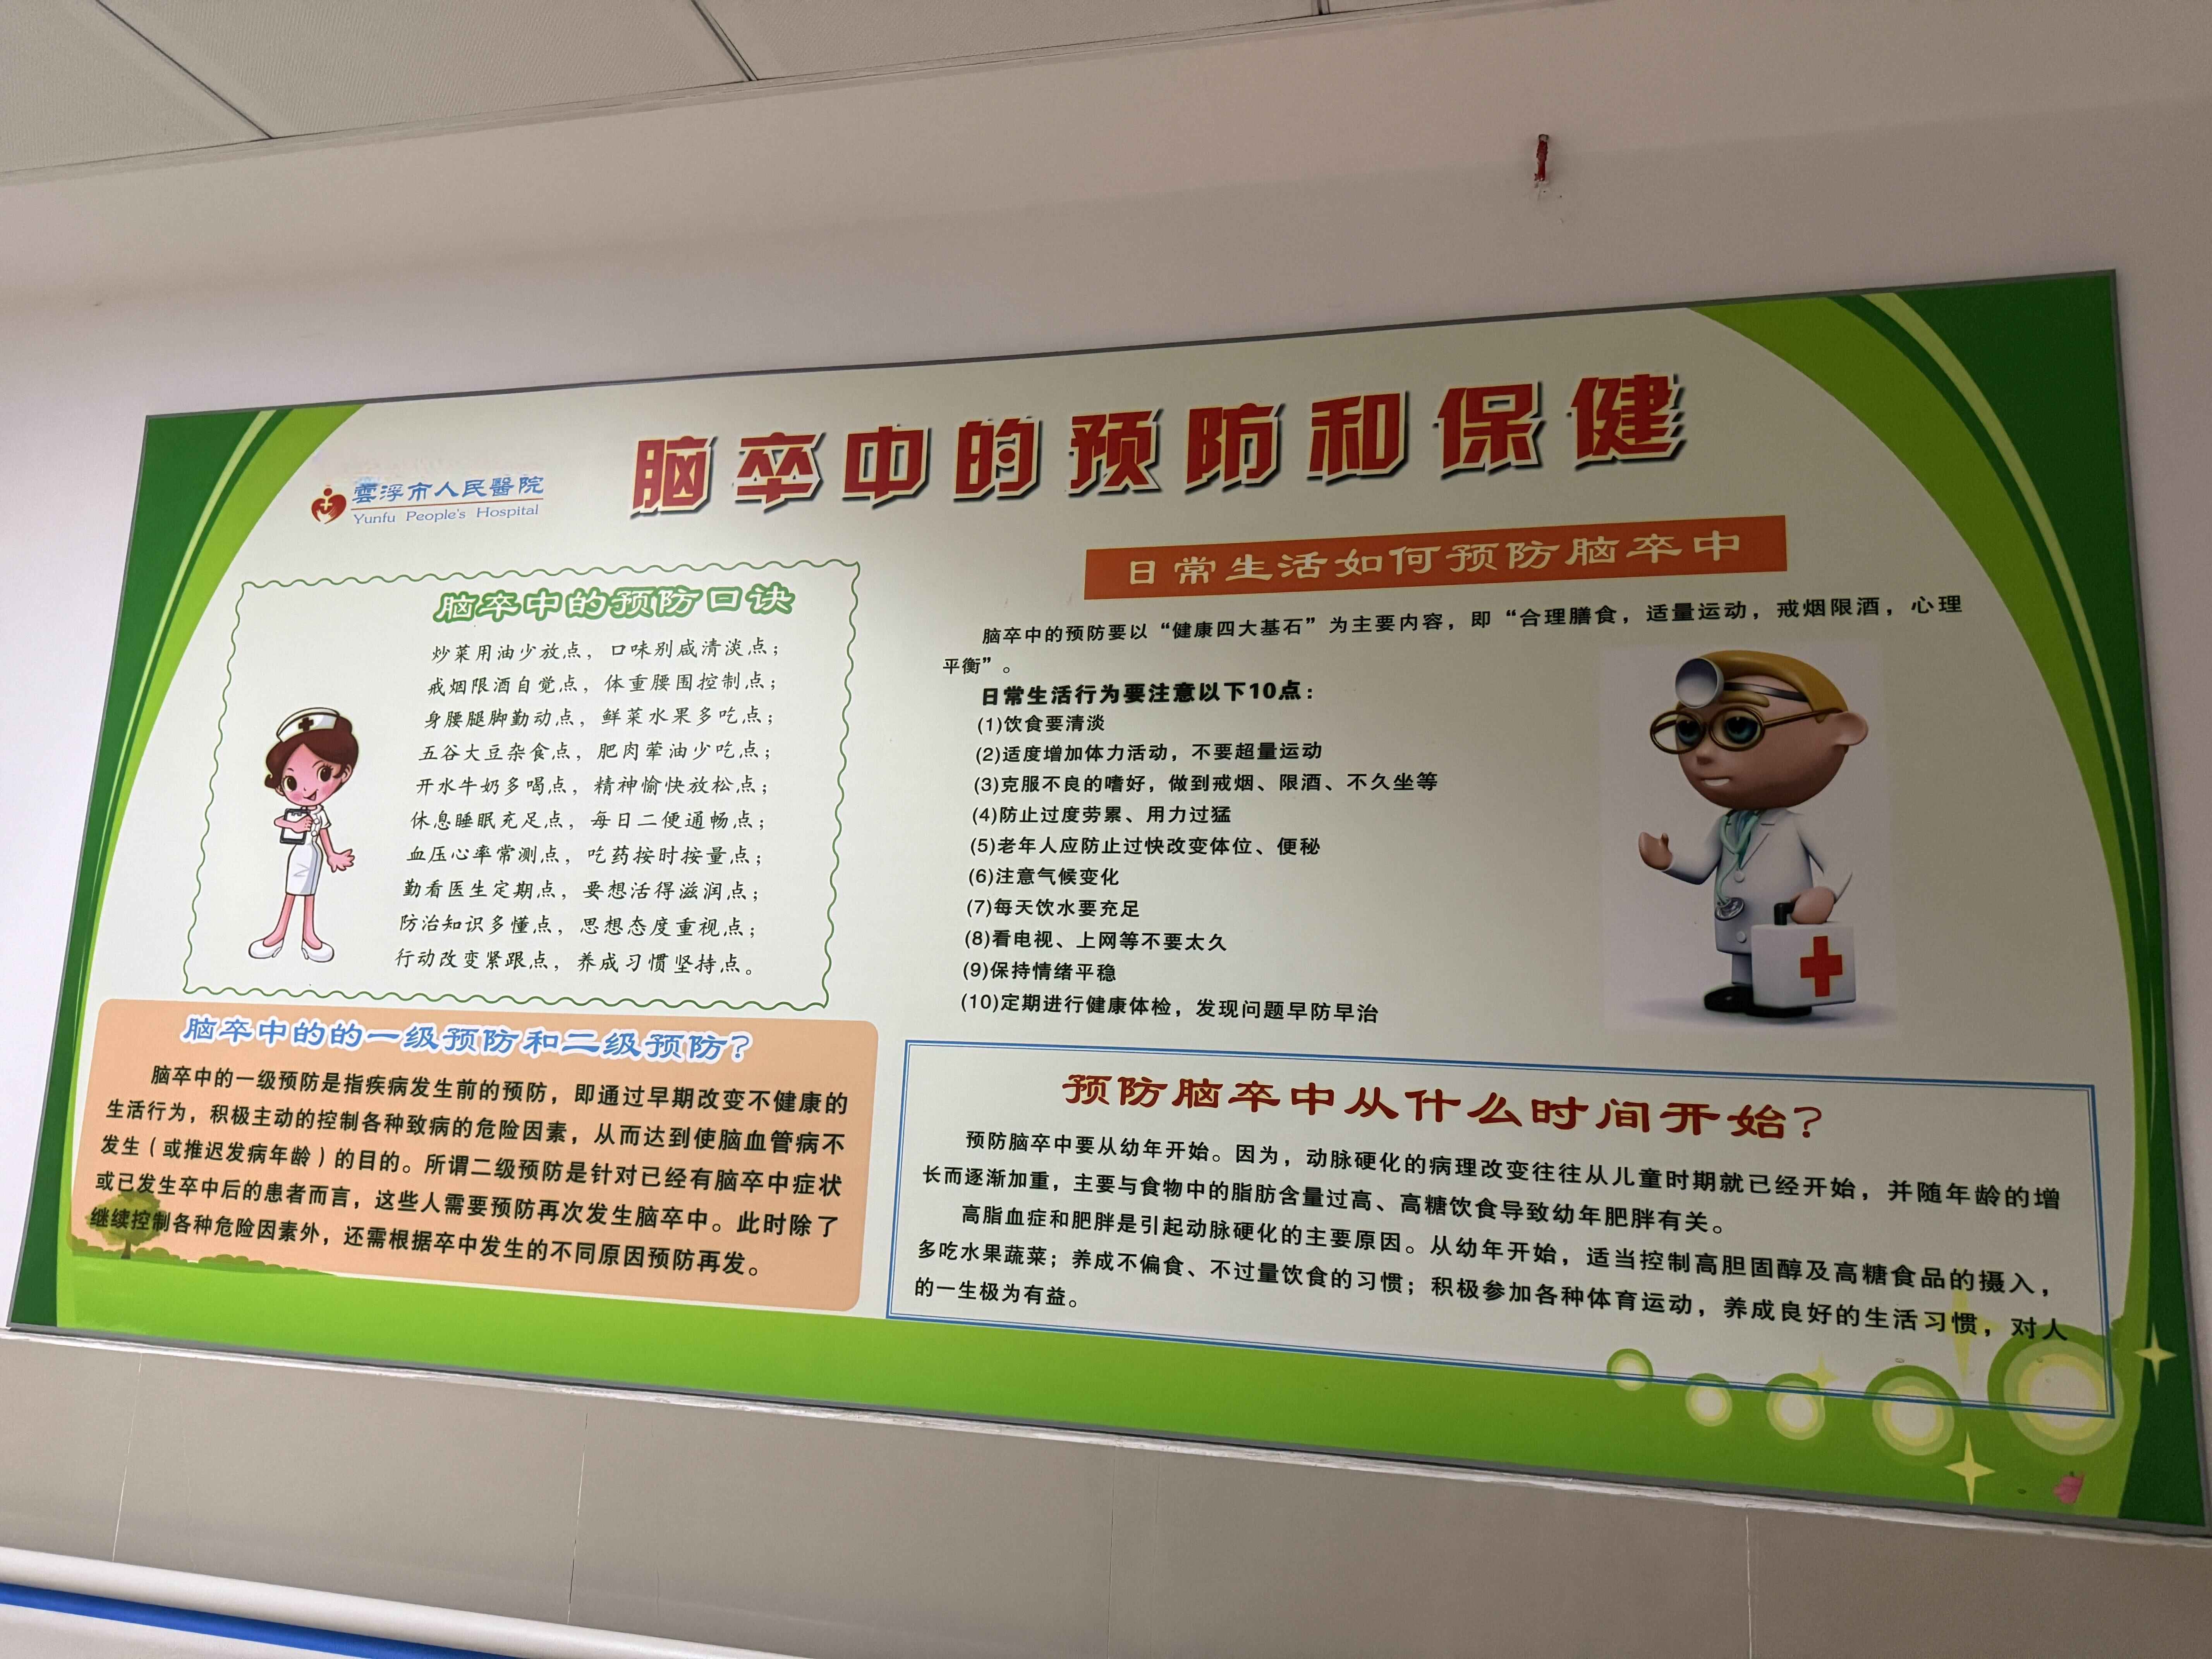 脑卒中的预防和保健
雲浮市人民醫院
Yunfu People's Hospital
脑卒中的预防口诀
炒菜用油少放点，口味别咸清淡点；
戒烟限酒自觉点，体重腰围控制点；
身腰腿脚勤动点，鲜菜水果多吃点；
五谷大豆杂食点，肥肉荤油少吃点；
开水牛奶多喝点，精神愉快放松点；
休息睡眠充足点，每日二便通畅点；
血压心率常测点，吃药按时按量点；
勤看医生定期点，要想活得滋润点；
防治知识多懂点，思想态度重视点；
行动改变紧跟点，养成习惯坚持点。
脑卒中的的一级预防和二级预防？
脑卒中的一级预防是指疾病发生前的预防，即通过早期改变不健康的
生活行为，积极主动的控制各种致病的危险因素，从而达到使脑血管病不
发生（或推迟发病年龄）的目的。所谓二级预防是针对已经有脑卒中症状
或已发生卒中后的患者而言，这些人需要预防再次发生脑卒中。此时除了
继续控制各种危险因素外，还需根据卒中发生的不同原因预防再发。
日常生活如何预防脑卒中
脑卒中的预防要以“健康四大基石”为主要内容，即“合理膳食，适量运动，戒烟限酒，心理
平衡”。
日常生活行为要注意以下10点：
(1)饮食要清淡
(2)适度增加体力活动，不要超量运动
(3)克服不良的嗜好，做到戒烟、限酒、不久坐等
(4)防止过度劳累、用力过猛
(5)老年人应防止过快改变体位、便秘
(6)注意气候变化
(7)每天饮水要充足
(8)看电视、上网等不要太久
(9)保持情绪平稳
(10)定期进行健康体检，发现问题早防早治
预防脑卒中从什么时间开始？
预防脑卒中要从幼年开始。因为，动脉硬化的病理改变往往从儿童时期就已经开始，并随年龄的增
长而逐渐加重，主要与食物中的脂肪含量过高、高糖饮食导致幼年肥胖有关。
高脂血症和肥胖是引起动脉硬化的主要原因。从幼年开始，适当控制高胆固醇及高糖食品的摄入，
多吃水果蔬菜；养成不偏食、不过量饮食的习惯；积极参加各种体育运动，养成良好的生活习惯，对人
的一生极为有益。